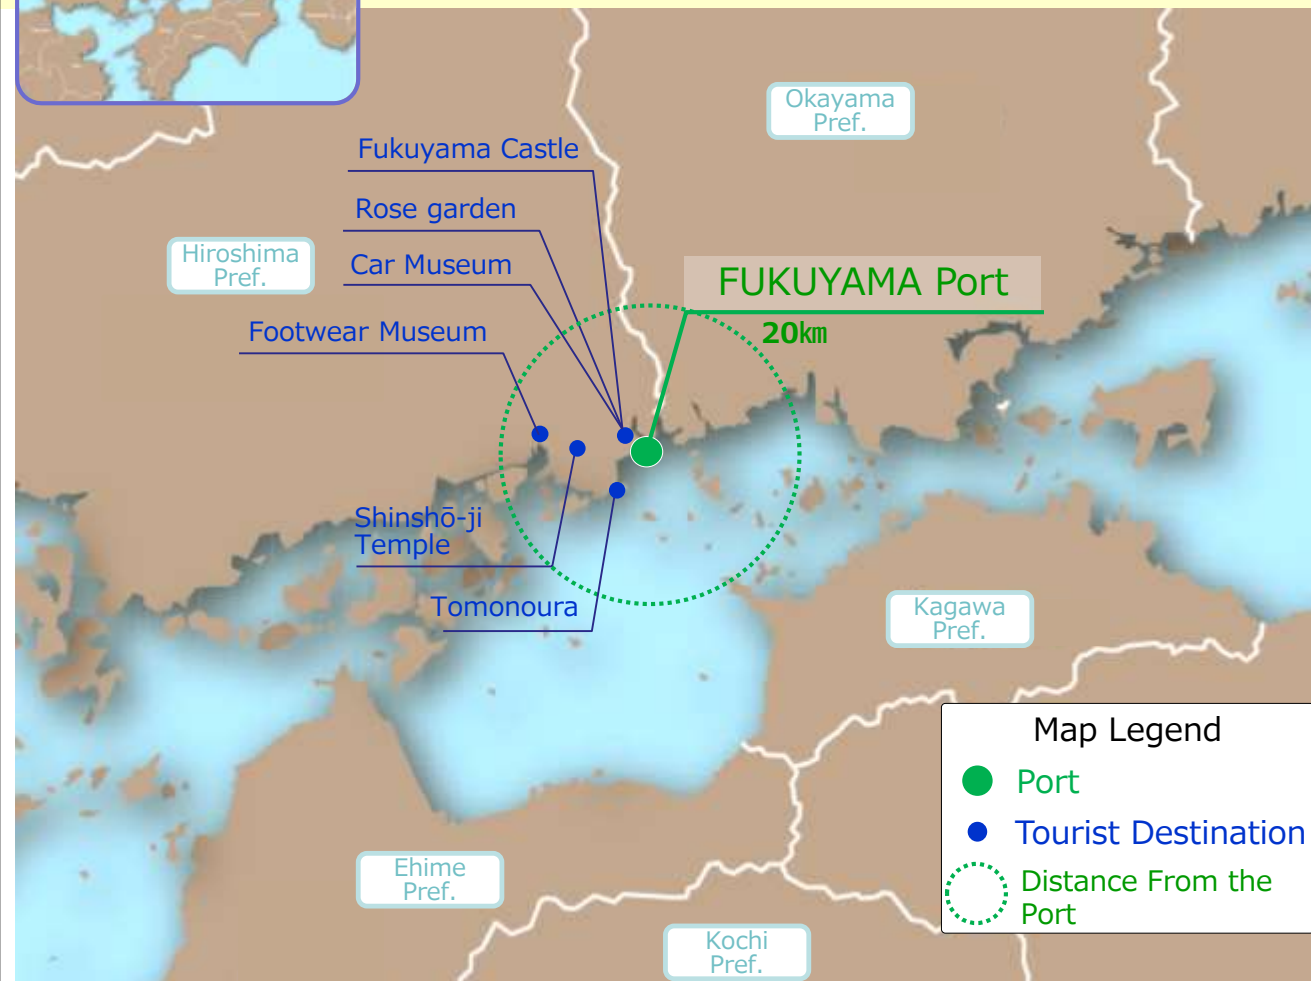 Okayama
Pref.
Fukuyama Castle
Rose garden
Hiroshima
Pref.
Car Museum
FUKUYAMA Port
Footwear Museum
20km
Shinshō-ji
Temple
Tomonoura
Kagawa
Pref.
Map Legend
Port
Tourist Destination
Distance From the
Port
Ehime
Pref.
Kochi
Pref.